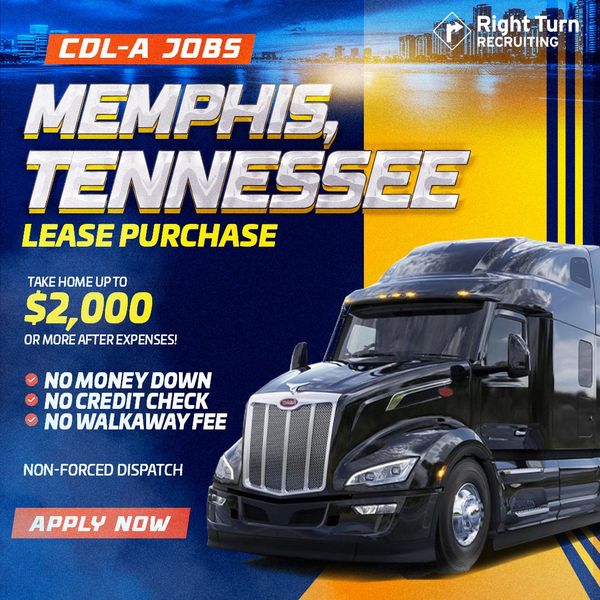 Right Turn
RECRUITING
CDL-A JOBS
MEMPHIS,
TENNESSEE
LEASE PURCHASE
TAKE HOME UP TO
$2,000
OR MORE AFTER EXPENSES!
NO MONEY DOWN
NO CREDIT CHECK
NO WALKAWAY FEE
NON-FORCED DISPATCH
APPLY NOW